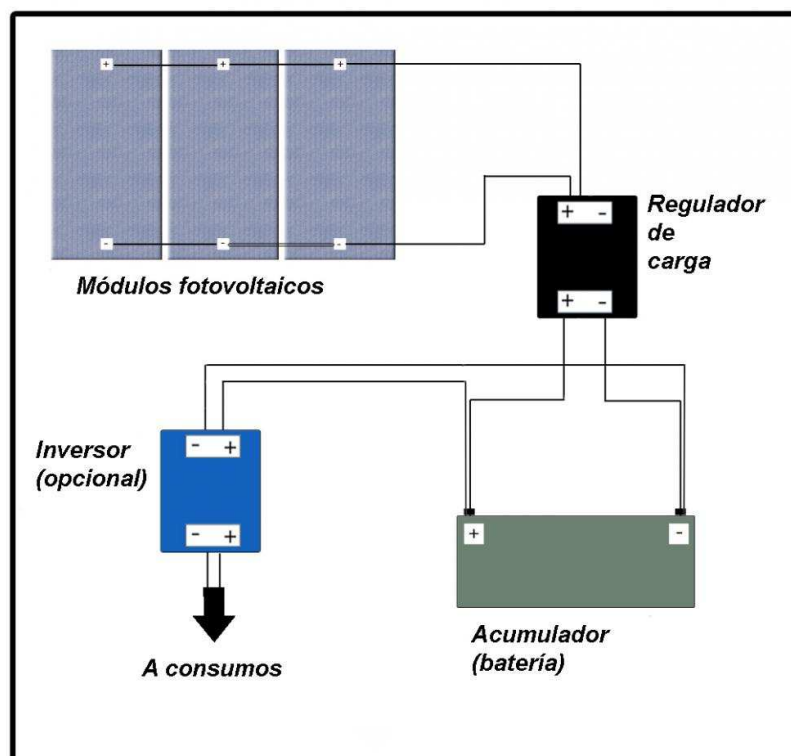 + + +
- - -
Módulos fotovoltaicos
+ -
+ -
Regulador
de
carga
- +
- +
Inversor
(opcional)
A consumos
+ -
Acumulador
(batería)